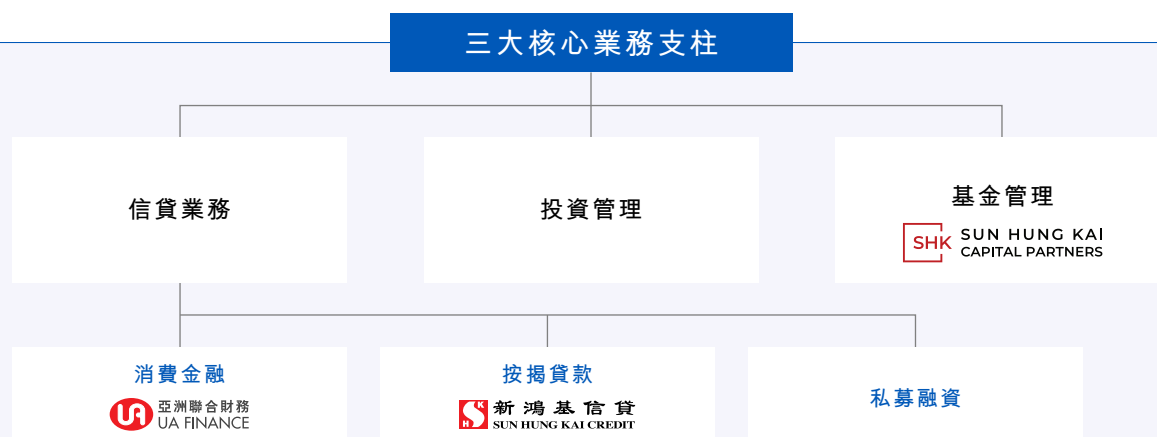 三大核心業務支柱
信貸業務
投資管理
基金管理
SHK
SUN HUNG KAI
CAPITAL PARTNERS
消費金融
UA
亞洲聯合財務
UA FINANCE
按揭貸款
SHK
新鴻基信貸
SUN HUNG KAI CREDIT
私募融資